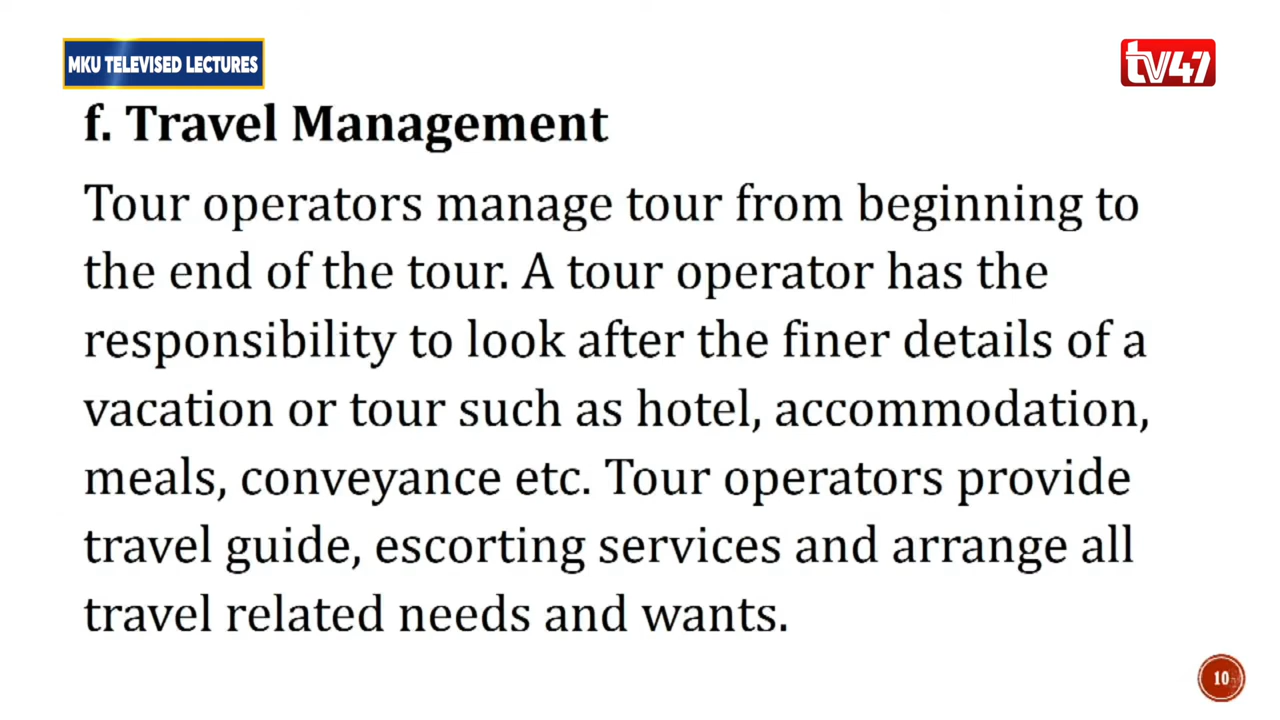 MKU TELEVISED LECTURES
tv47
f. Travel Management
Tour operators manage tour from beginning to
the end of the tour. A tour operator has the
responsibility to look after the finer details of a
vacation or tour such as hotel, accommodation,
meals, conveyance etc. Tour operators provide
travel guide, escorting services and arrange all
travel related needs and wants.
10